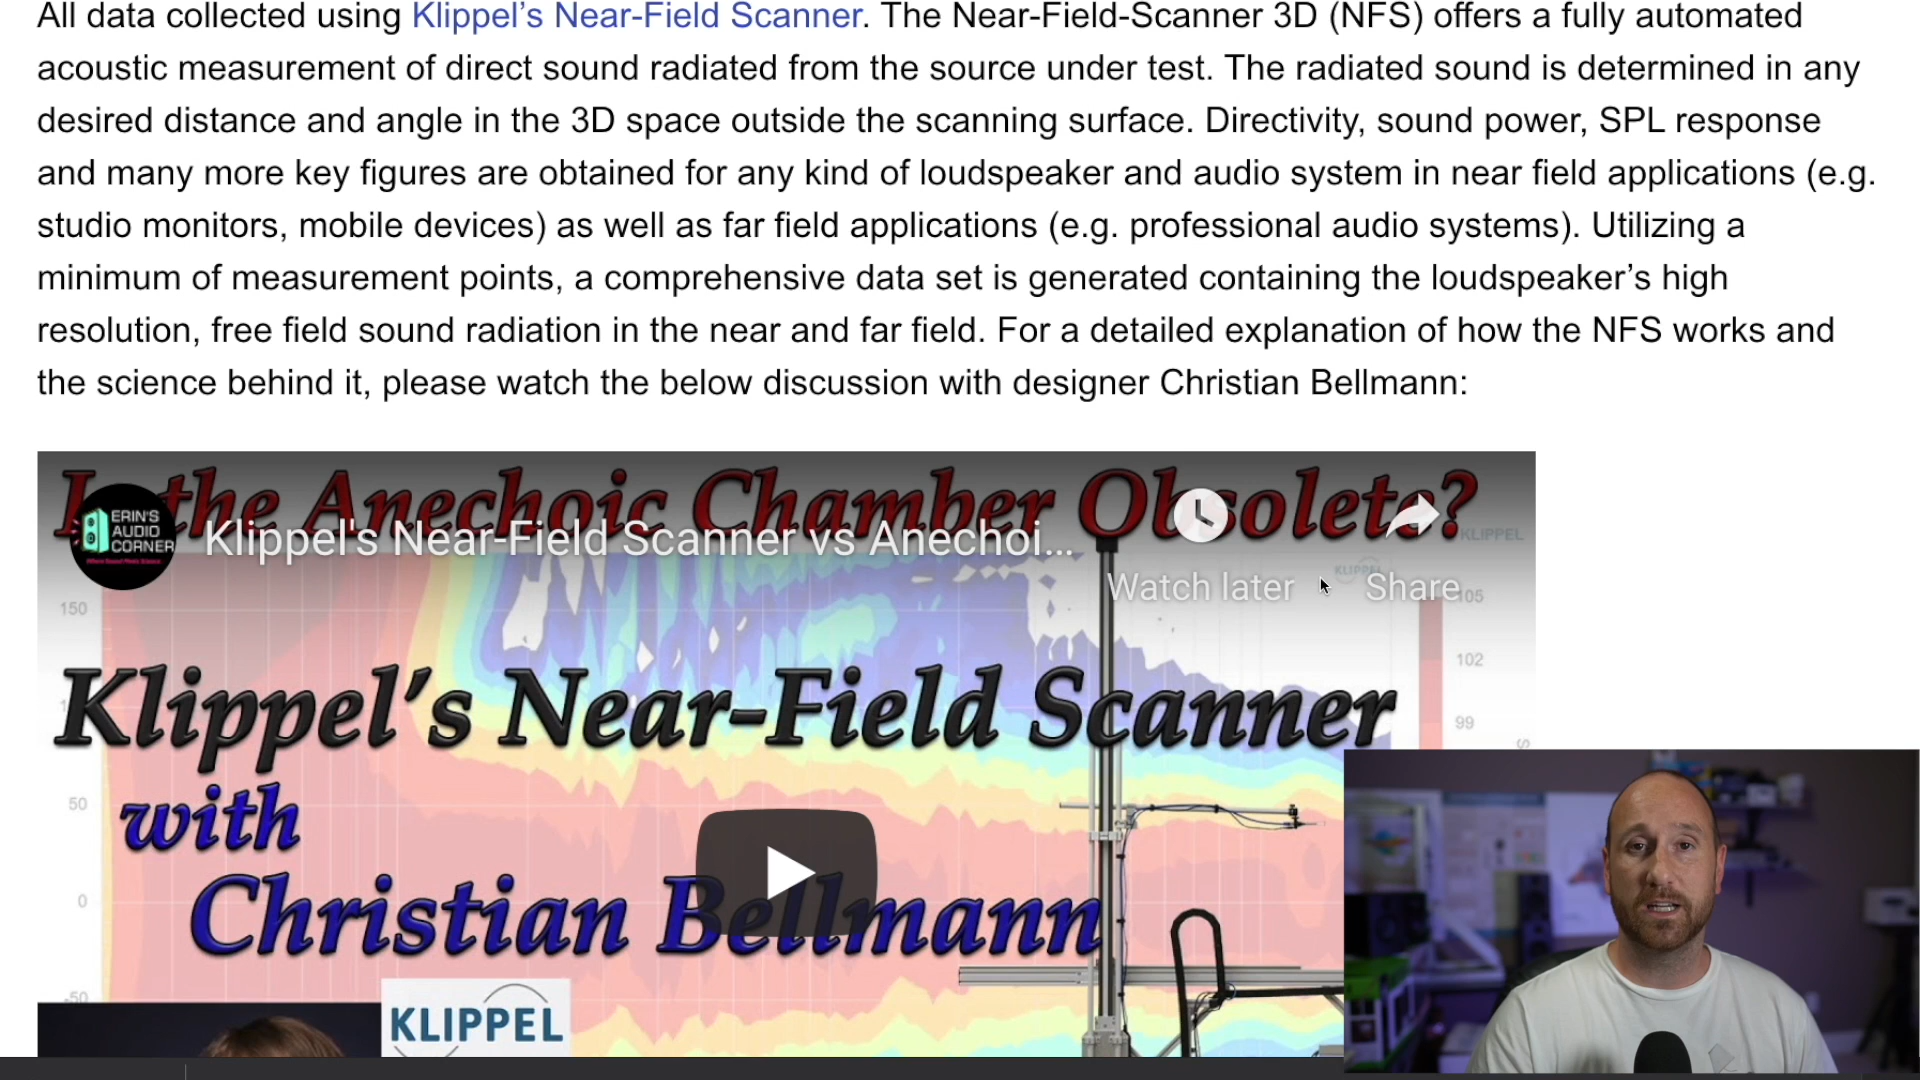 All data collected using Klippel’s Near-Field Scanner. The Near-Field-Scanner 3D (NFS) offers a fully automated
acoustic measurement of direct sound radiated from the source under test. The radiated sound is determined in any
desired distance and angle in the 3D space outside the scanning surface. Directivity, sound power, SPL response
and many more key figures are obtained for any kind of loudspeaker and audio system in near field applications (e.g.
studio monitors, mobile devices) as well as far field applications (e.g. professional audio systems). Utilizing a
minimum of measurement points, a comprehensive data set is generated containing the loudspeaker’s high
resolution, free field sound radiation in the near and far field. For a detailed explanation of how the NFS works and
the science behind it, please watch the below discussion with designer Christian Bellmann:
Is the Anechoic Chamber Obsolete?
ERIN'S
AUDIO
CORNER
Klippel's Near-Field Scanner vs Anechoi...
KLIPPEL
KLIPPEL
Watch later
Share
105
150
102
Klippel’s Near-Field Scanner
99
with
50
Christian Bellmann
0
-50
KLIPPEL